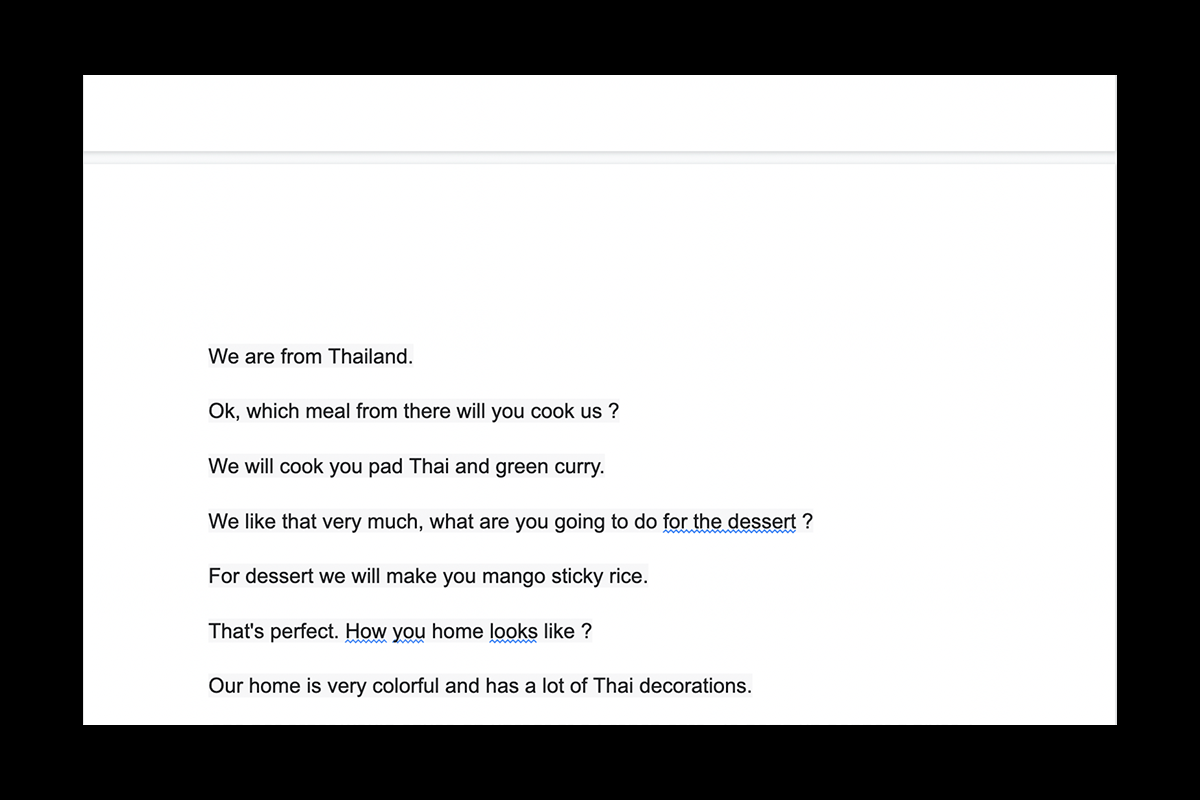 We are from Thailand.
Ok, which meal from there will you cook us ?
We will cook you pad Thai and green curry.
We like that very much, what are you going to do for the dessert ?
For dessert we will make you mango sticky rice.
That's perfect. How you home looks like ?
Our home is very colorful and has a lot of Thai decorations.